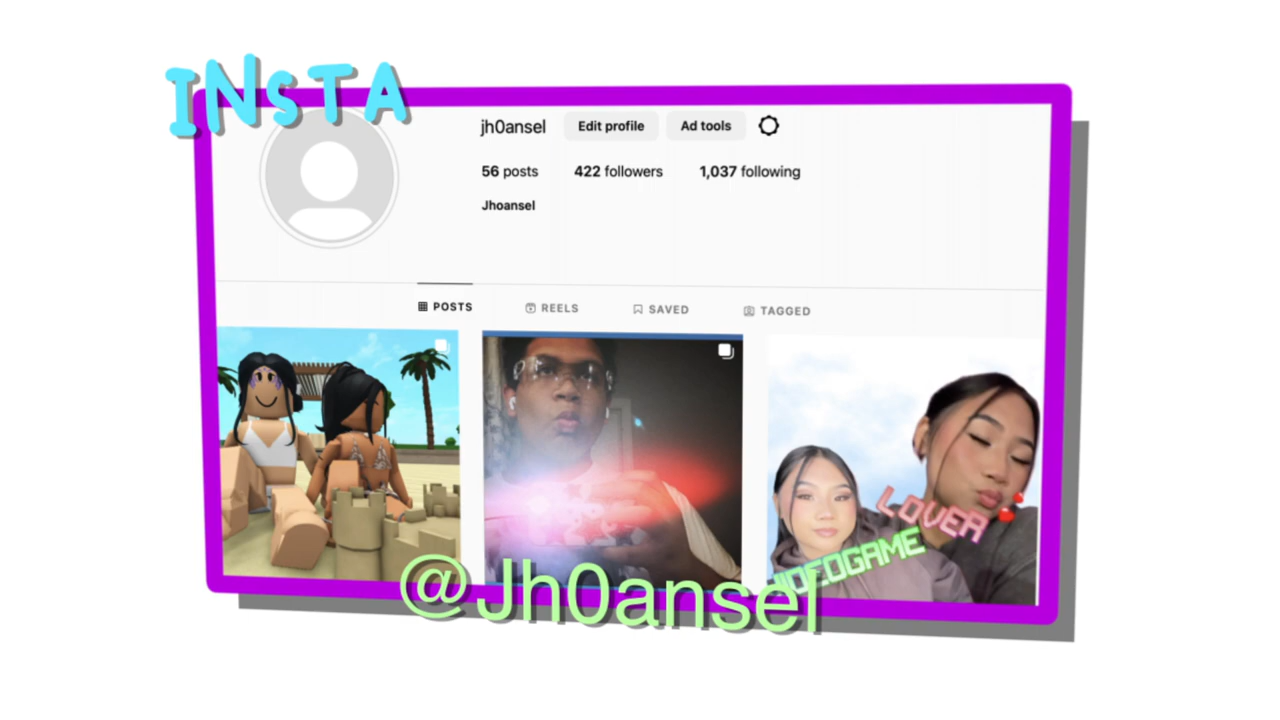 INSTA
jh0ansel Edit profile Ad tools
56 posts 422 followers 1,037 following
Jhoansel
POSTS REELS SAVED TAGGED
LOVER
VIDEOGAME
@Jh0ansel